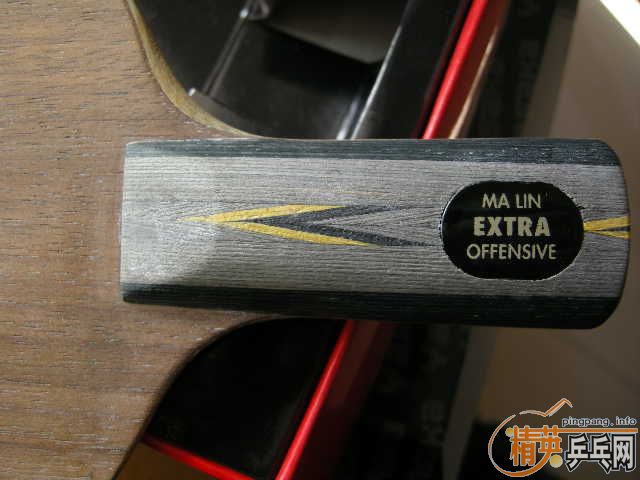 MA LIN
EXTRA
OFFENSIVE
pingpang.info
精英乒乓网